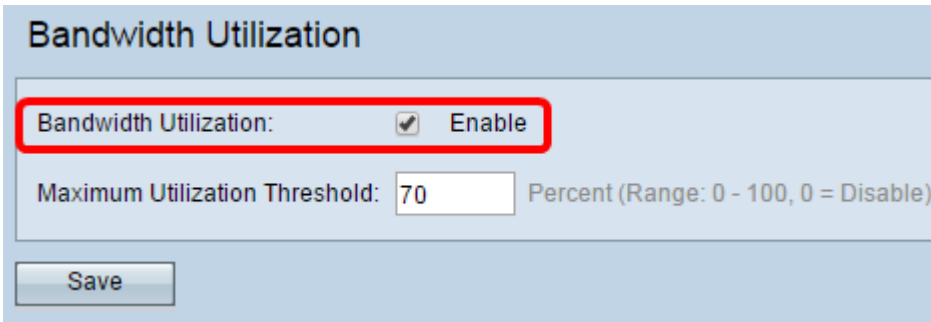 Bandwidth Utilization
Bandwidth Utilization: Enable
Maximum Utilization Threshold: 70 Percent (Range: 0 - 100, 0 = Disable)
Save